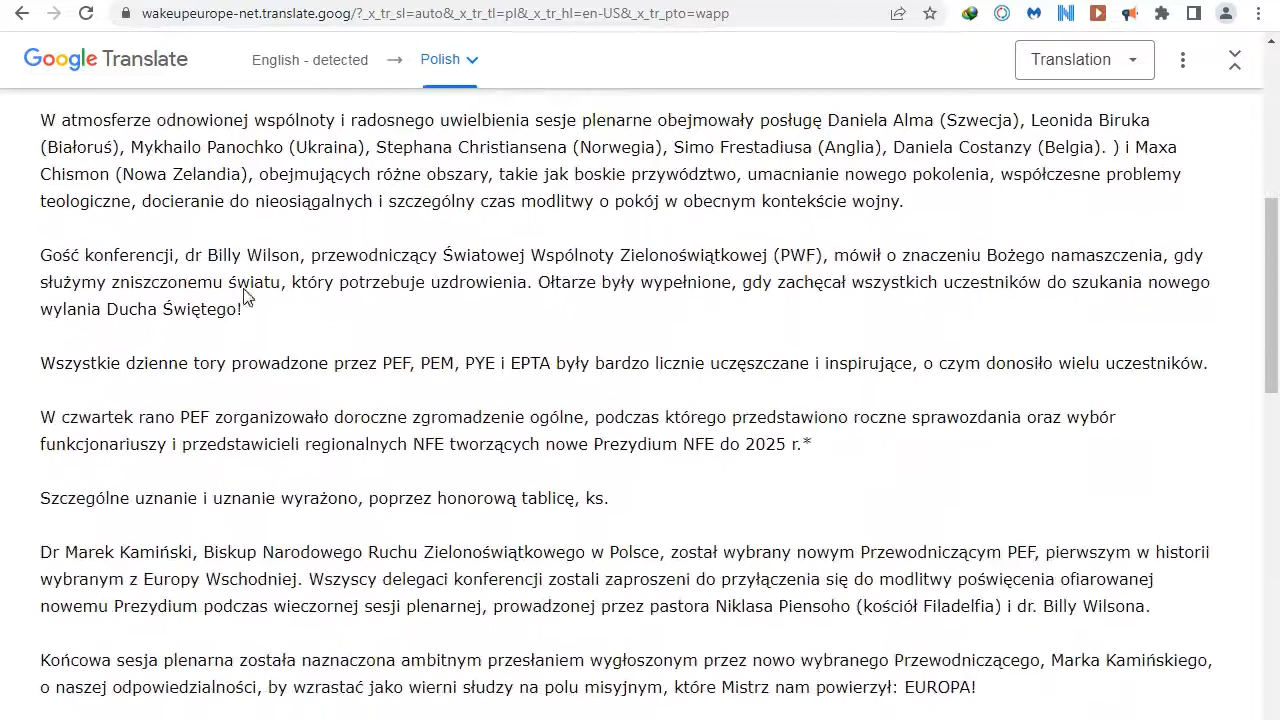 wakeupeurope-net.translate.goog/?_x_tr_sl=auto&_x_tr_tl=pl&_x_tr_hl=en-US&_x_tr_pto=wapp
Google Translate English - detected → Polish Translation
W atmosferze odnowionej wspólnoty i radosnego uwielbienia sesje plenarne obejmowały posługę Daniela Alma (Szwecja), Leonida Biruka
(Białoruś), Mykhailo Panochko (Ukraina), Stephana Christiansena (Norwegia), Simo Frestadiusa (Anglia), Daniela Costanzy (Belgia). ) i Maxa
Chismon (Nowa Zelandia), obejmujących różne obszary, takie jak boskie przywództwo, umacnianie nowego pokolenia, współczesne problemy
teologiczne, docieranie do nieosiągalnych i szczególny czas modlitwy o pokój w obecnym kontekście wojny.
Gość konferencji, dr Billy Wilson, przewodniczący Światowej Wspólnoty Zielonoświątkowej (PWF), mówił o znaczeniu Bożego namaszczenia, gdy
służymy zniszczonemu światu, który potrzebuje uzdrowienia. Ołtarze były wypełnione, gdy zachęcał wszystkich uczestników do szukania nowego
wylania Ducha Świętego!
Wszystkie dzienne tory prowadzone przez PEF, PEM, PYE i EPTA były bardzo licznie uczęszczane i inspirujące, o czym donosiło wielu uczestników.
W czwartek rano PEF zorganizowało doroczne zgromadzenie ogólne, podczas którego przedstawiono roczne sprawozdania oraz wybór
funkcjonariuszy i przedstawicieli regionalnych NFE tworzących nowe Prezydium NFE do 2025 r.*
Szczególne uznanie i uznanie wyrażono, poprzez honorową tablicę, ks.
Dr Marek Kamiński, Biskup Narodowego Ruchu Zielonoświątkowego w Polsce, został wybrany nowym Przewodniczącym PEF, pierwszym w historii
wybranym z Europy Wschodniej. Wszyscy delegaci konferencji zostali zaproszeni do przyłączenia się do modlitwy poświęcenia ofiarowanej
nowemu Prezydium podczas wieczornej sesji plenarnej, prowadzonej przez pastora Niklasa Piensoho (kościół Filadelfia) i dr. Billy Wilsona.
Końcowa sesja plenarna została naznaczona ambitnym przesłaniem wygłoszonym przez nowo wybranego Przewodniczącego, Marka Kamińskiego,
o naszej odpowiedzialności, by wzrastać jako wierni słudzy na polu misyjnym, które Mistrz nam powierzył: EUROPA!